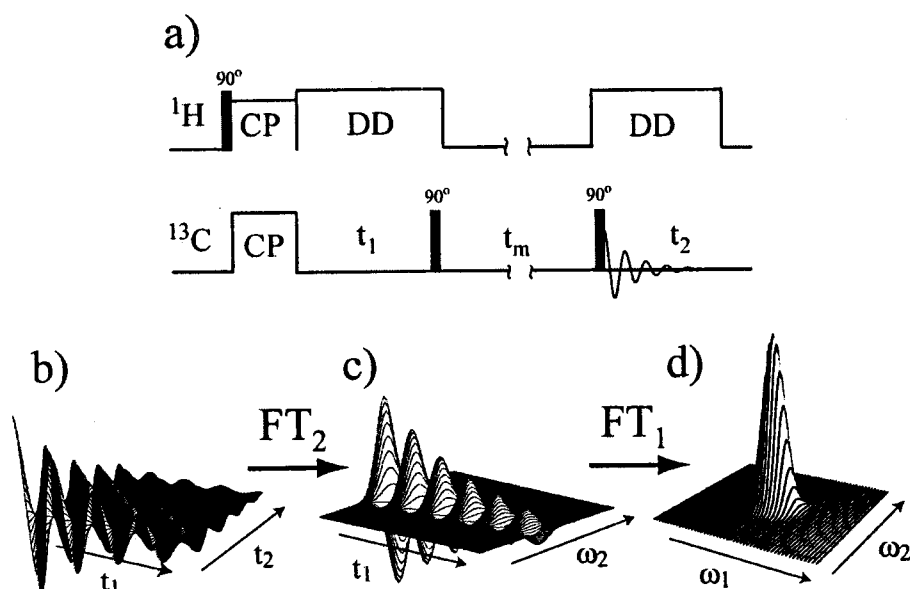 a)
90°
¹H CP DD DD
90° 90°
¹³C CP t₁ tₘ t₂
b) c) d)
FT₂ FT₁
t₁ t₂ t₁ ω₂ ω₁ ω₂